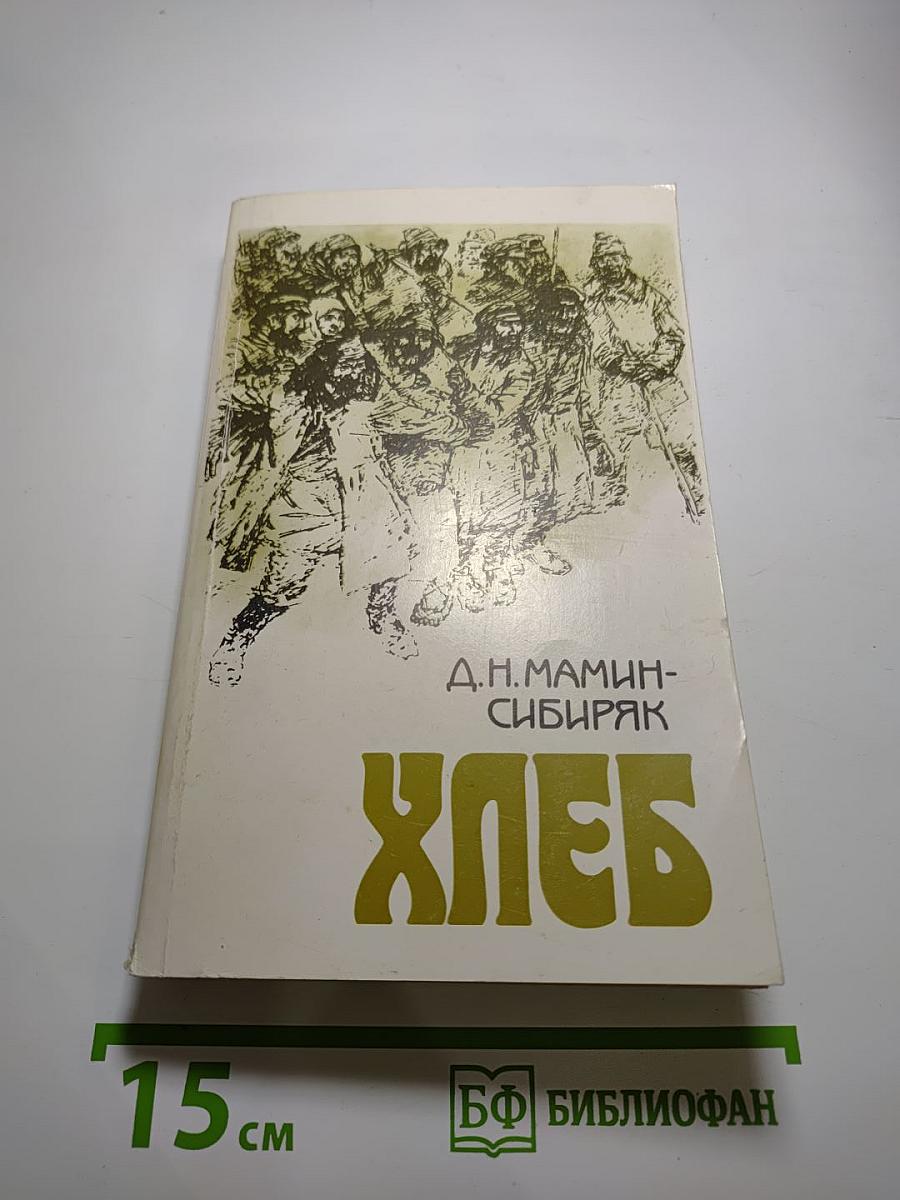 Д.Н.МАМИН-
СИБИРЯК
ХЛЕБ
15 см
БФ БИБЛИОФАН